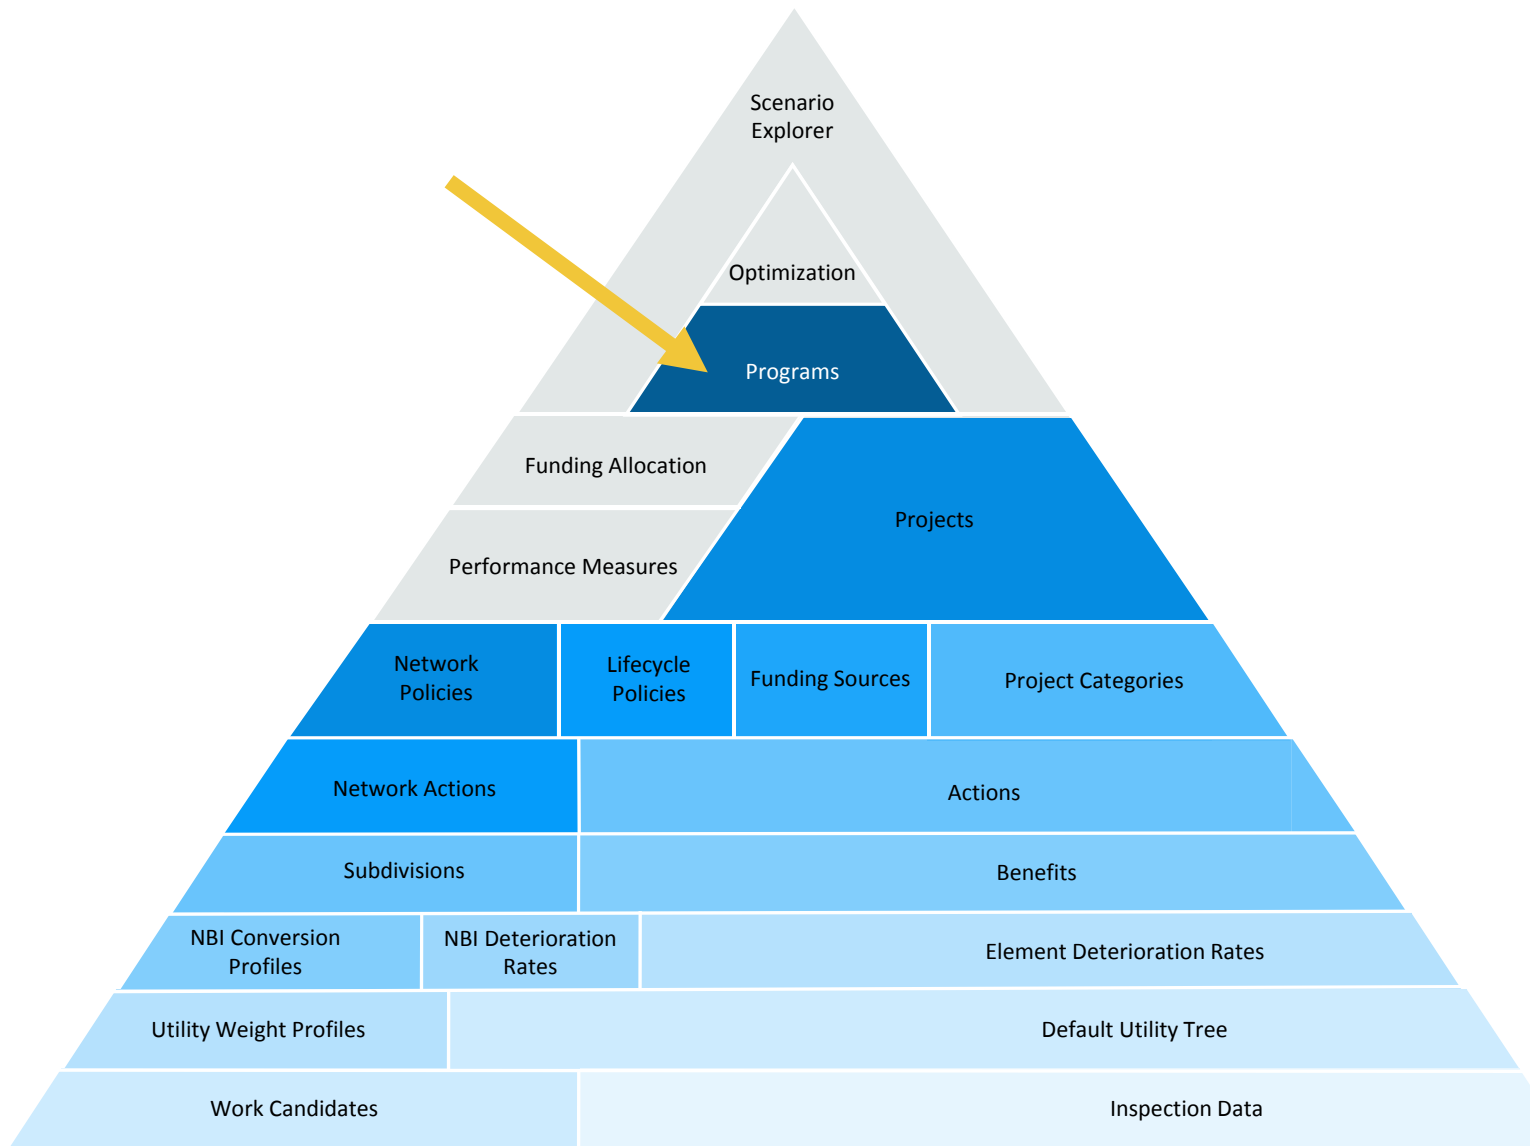 Scenario
Explorer
Optimization
Programs
Funding Allocation
Projects
Performance Measures
Network
Policies
Lifecycle
Policies
Funding Sources
Project Categories
Network Actions
Actions
Subdivisions
Benefits
NBI Conversion
Profiles
NBI Deterioration
Rates
Element Deterioration Rates
Utility Weight Profiles
Default Utility Tree
Work Candidates
Inspection Data